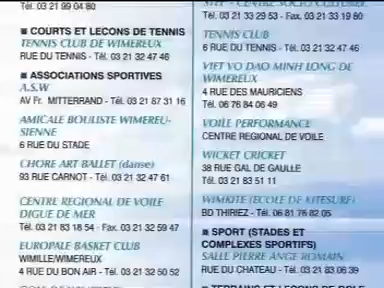 Tél. 03 21 99 04 80
■ COURTS ET LECONS DE TENNIS
TENNIS CLUB DE WIMEREUX
RUE DU TENNIS - Tél. 03 21 32 47 46
■ ASSOCIATIONS SPORTIVES
A.S.W
AV Fr. MITTERRAND - Tél. 03 21 87 31 16
AMICALE BOULISTE WIMEREU-
SIENNE
6 RUE DU STADE
CHORE ART BALLET (danse)
93 RUE CARNOT - Tél. 03 21 32 47 61
CENTRE REGIONAL DE VOILE
DIGUE DE MER
Tél. 03 21 83 18 54 - Fax. 03 21 32 59 47
EUROPALE BASKET CLUB
WIMILLE/WIMEREUX
4 RUE DU BON AIR - Tél. 03 21 32 50 52
CENTRE SOCIO CULTUREL
Tél. 03 21 33 29 53 - Fax. 03 21 33 19 80
TENNIS CLUB
6 RUE DU TENNIS - Tél. 03 21 32 47 46
VIET VO DAO MINH LONG DE
WIMEREUX
4 RUE DES MAURICIENS
Tél. 06 76 84 06 49
VOILE PERFORMANCE
CENTRE REGIONAL DE VOILE
WICKET CRICKET
38 RUE GAL DE GAULLE
Tél. 03 21 83 51 11
WIMKITE (ECOLE DE KITESURF)
BD THIRIEZ - Tél. 06 81 76 82 05
■ SPORT (STADES ET
COMPLEXES SPORTIFS)
SALLE PIERRE ANGE ROMAIN
RUE DU CHATEAU - Tél. 03 21 83 06 39
■ TERRAINS ET LEÇONS DE GOLF